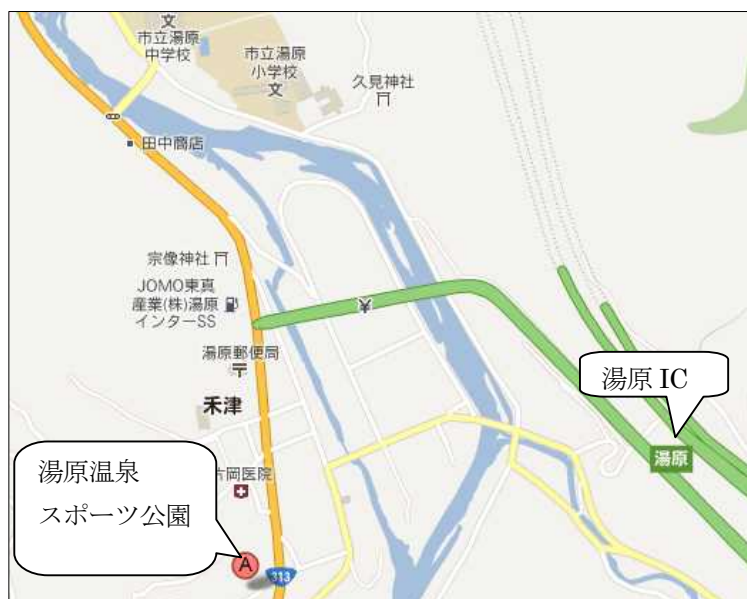 文
市立湯原
中学校
市立湯原
小学校
文
久見神社
田中商店
宗像神社
JOMO東真
産業(株)湯原
インターSS
¥
湯原郵便局
禾津
湯原 IC
湯原
片岡医院
湯原温泉
スポーツ公園
A
313